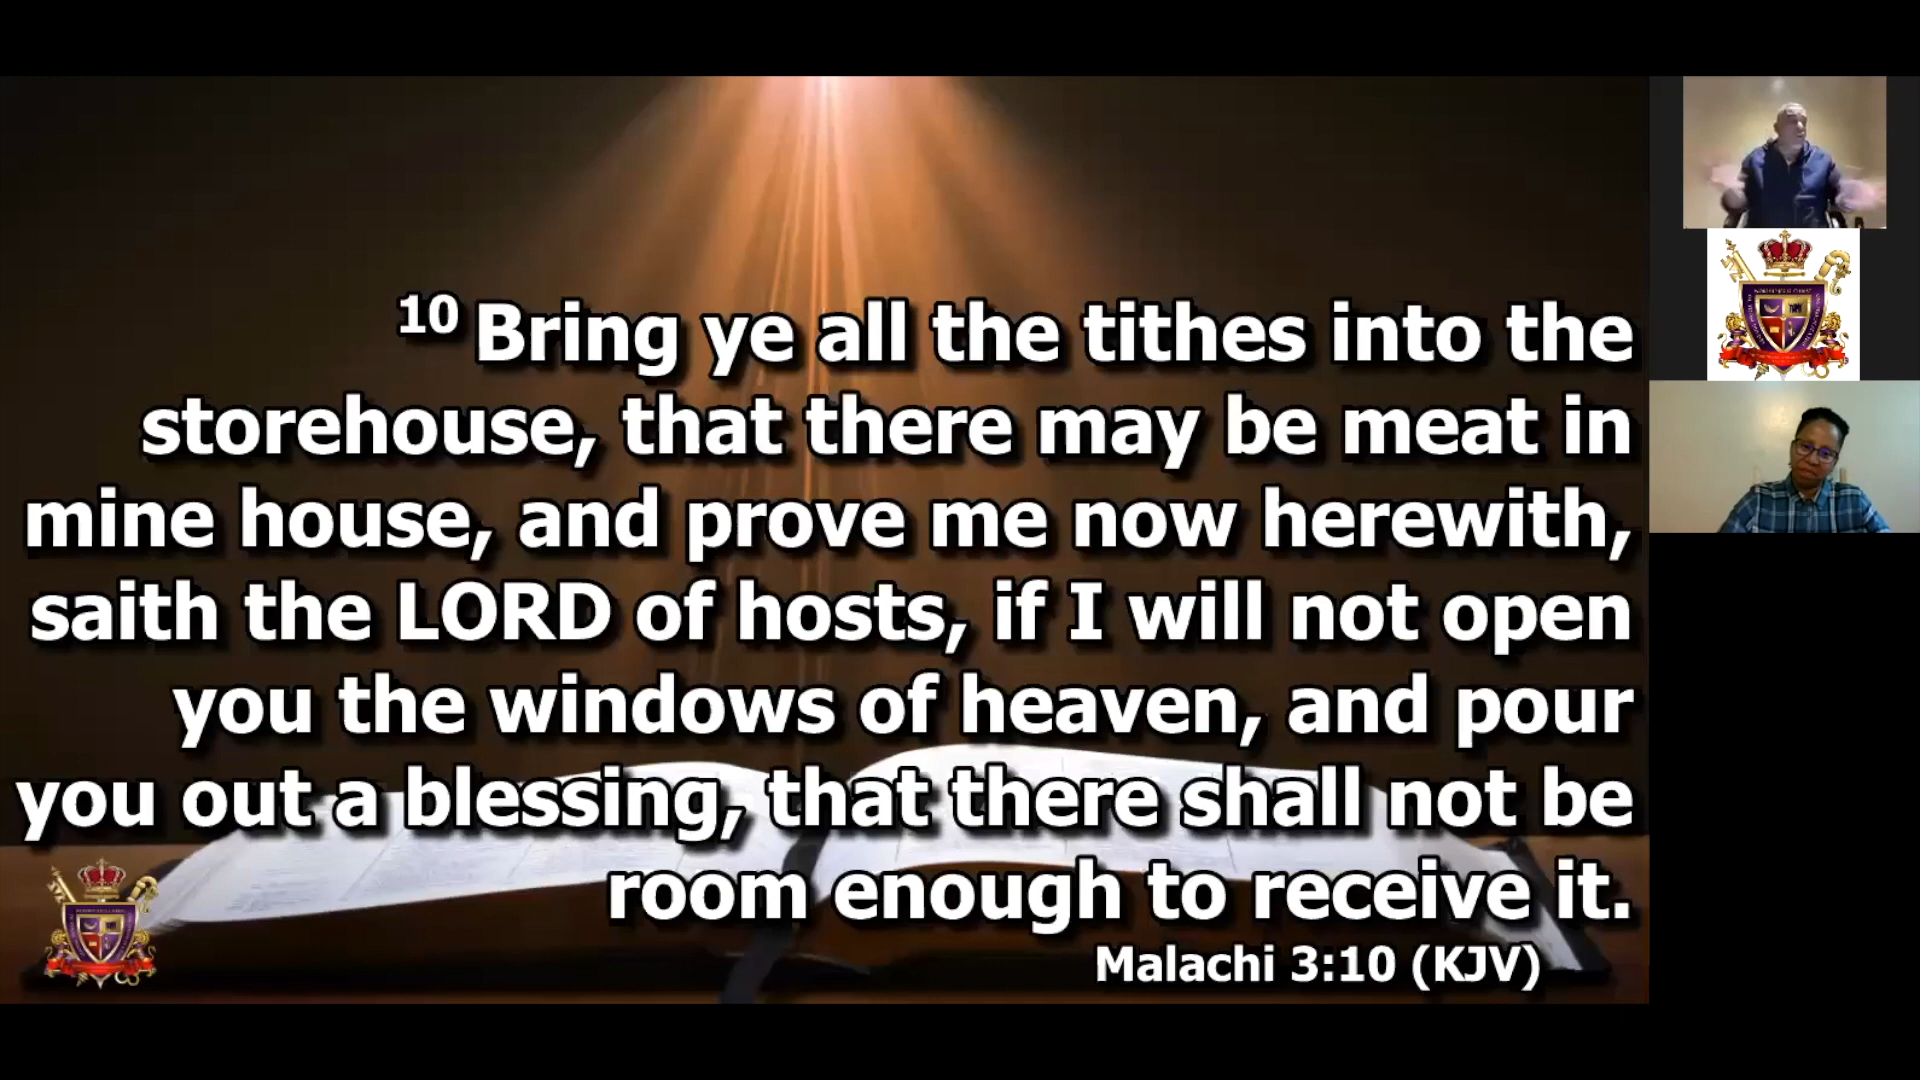 10 Bring ye all the tithes into the
storehouse, that there may be meat in
mine house, and prove me now herewith,
saith the LORD of hosts, if I will not open
you the windows of heaven, and pour
you out a blessing, that there shall not be
room enough to receive it.
Malachi 3:10 (KJV)